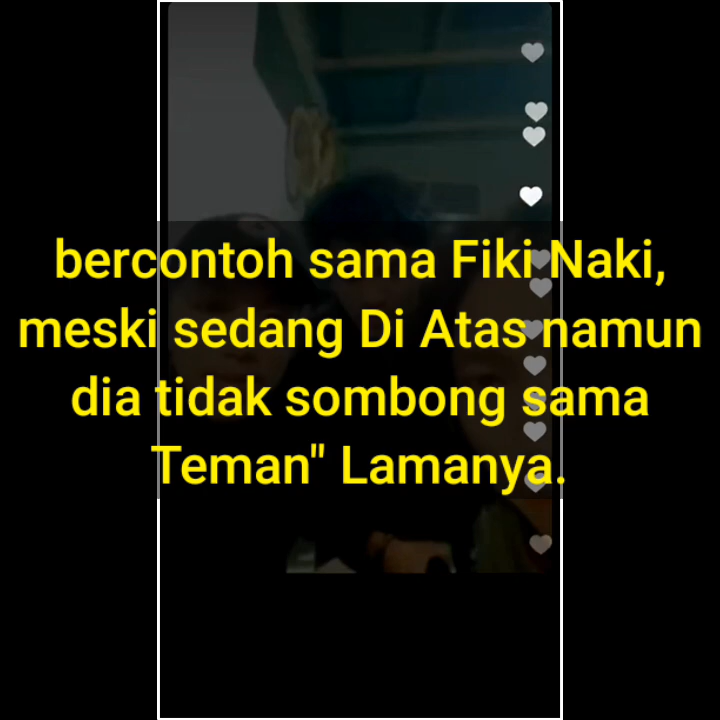 bercontoh sama Fiki Naki,
meski sedang Di Atas namun
dia tidak sombong sama
Teman" Lamanya.